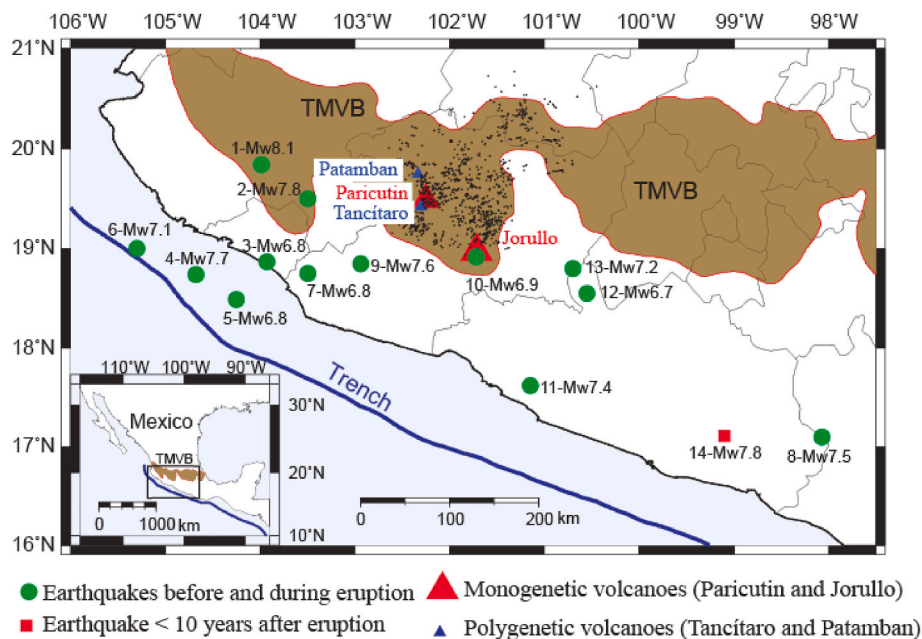 106°W 105°W 104°W 103°W 102°W 101°W 100°W 99°W 98°W
21°N
20°N
19°N
18°N
17°N
16°N
TMVB
1-Mw8.1
Patamban
2-Mw7.8
Paricutin
Tancítaro
TMVB
6-Mw7.1
3-Mw6.8
Jorullo
4-Mw7.7
9-Mw7.6
13-Mw7.2
7-Mw6.8
10-Mw6.9
12-Mw6.7
5-Mw6.8
Trench
11-Mw7.4
14-Mw7.8
8-Mw7.5
110°W 100°W 90°W
30°N
Mexico
TMVB
20°N
0 1000 km
10°N
0 100 200
km
Earthquakes before and during eruption
Monogenetic volcanoes (Paricutin and Jorullo)
Earthquake < 10 years after eruption
Polygenetic volcanoes (Tancítaro and Patamban)